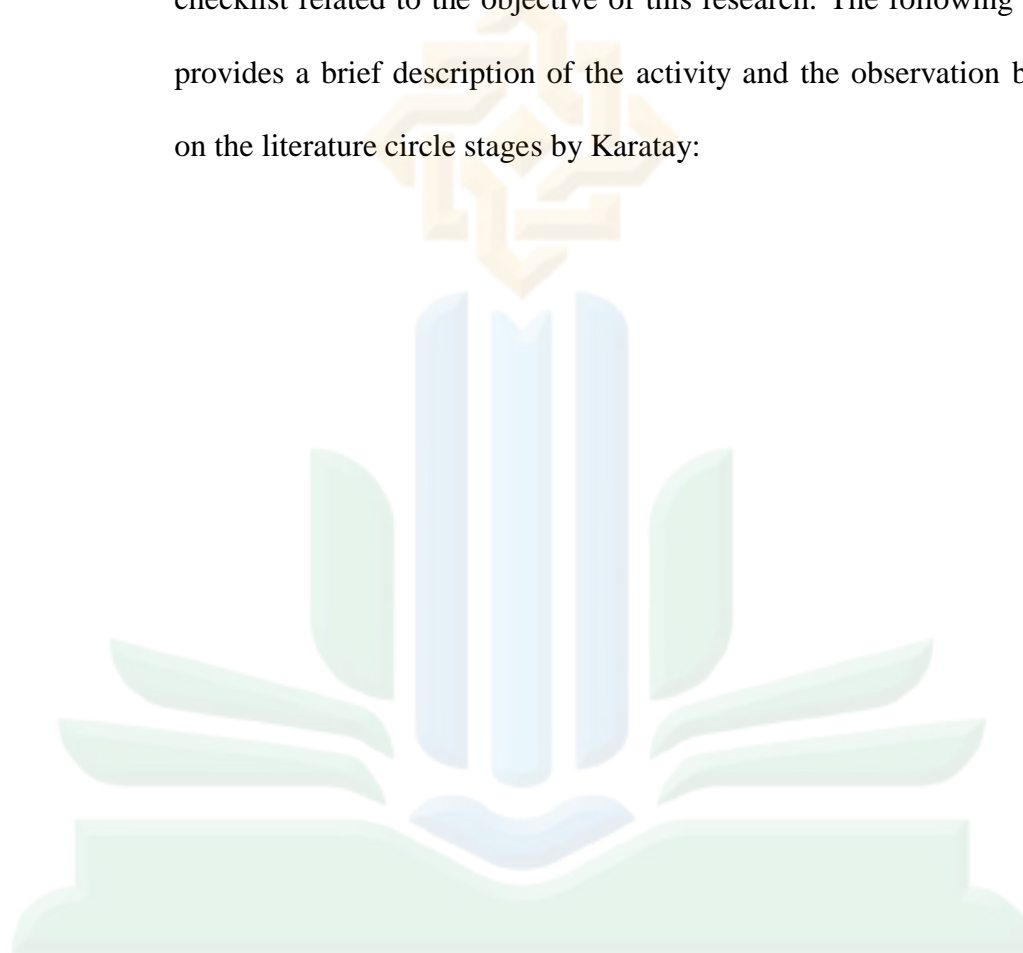 checklist related to the objective of this research. The following
provides a brief description of the activity and the observation b
on the literature circle stages by Karatay: